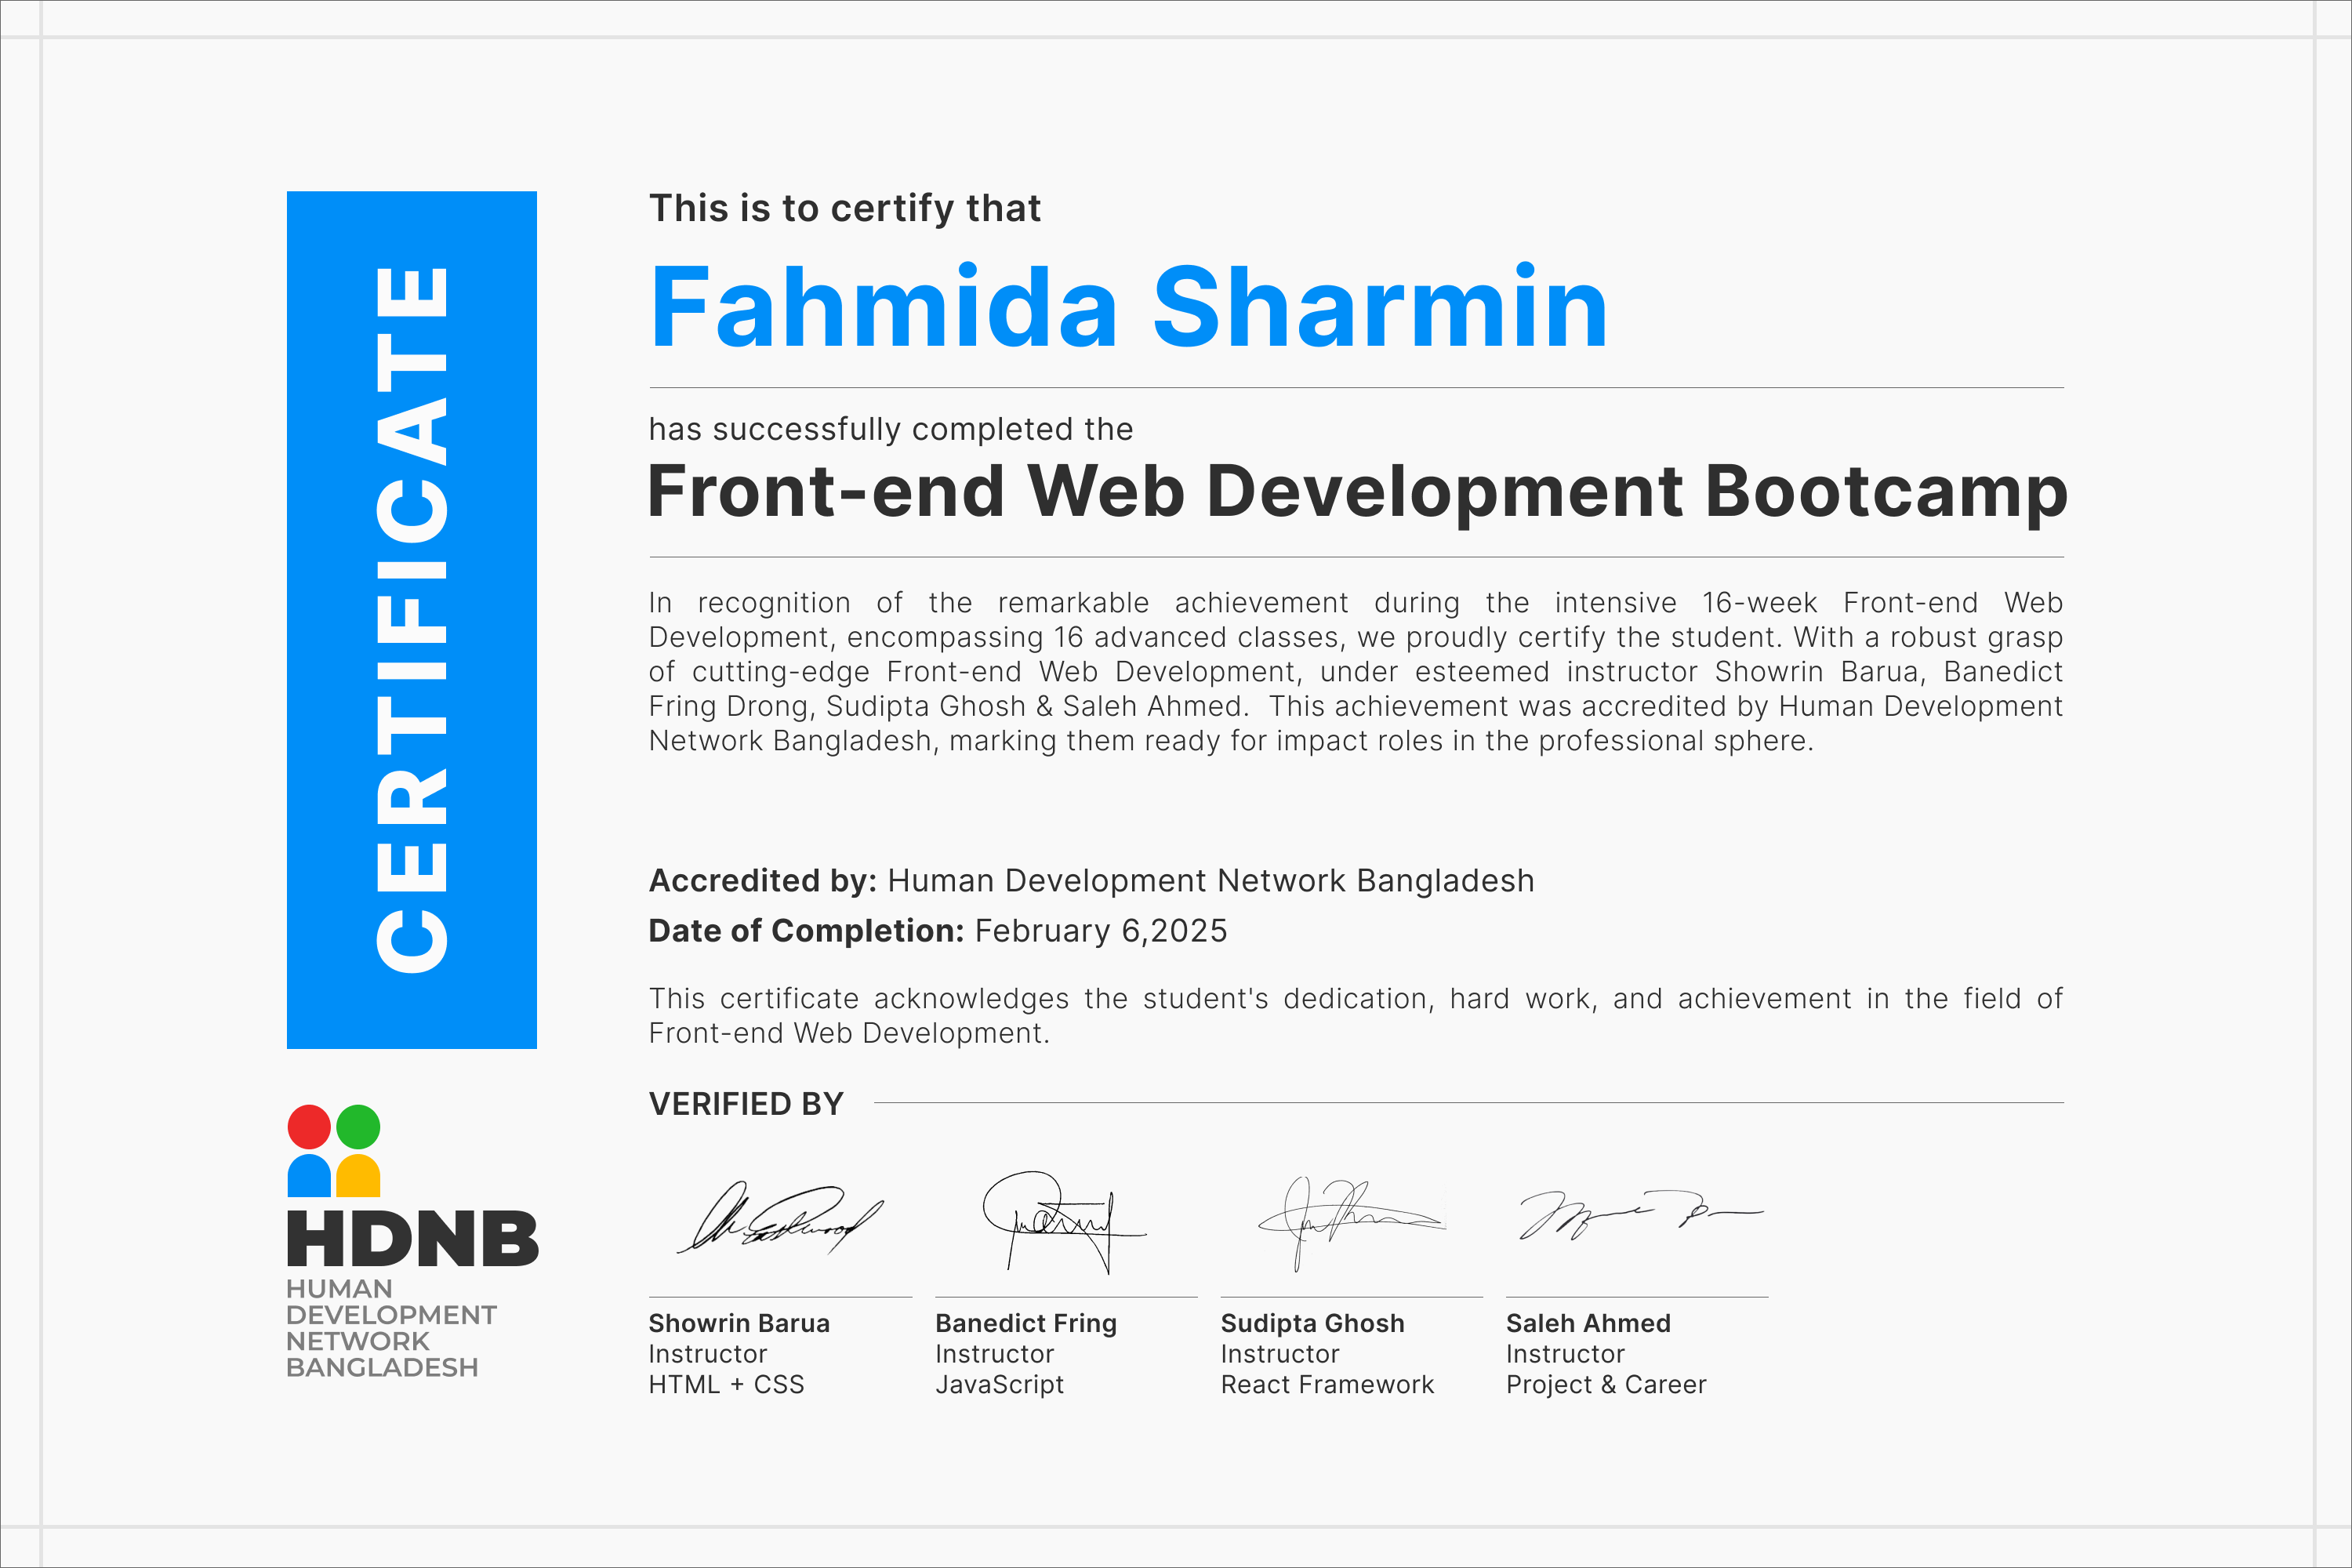 CERTIFICATE
This is to certify that
Fahmida Sharmin
has successfully completed the
Front-end Web Development Bootcamp
In recognition of the remarkable achievement during the intensive 16-week Front-end Web
Development, encompassing 16 advanced classes, we proudly certify the student. With a robust grasp
of cutting-edge Front-end Web Development, under esteemed instructor Showrin Barua, Banedict
Fring Drong, Sudipta Ghosh & Saleh Ahmed. This achievement was accredited by Human Development
Network Bangladesh, marking them ready for impact roles in the professional sphere.
Accredited by: Human Development Network Bangladesh
Date of Completion: February 6,2025
This certificate acknowledges the student's dedication, hard work, and achievement in the field of
Front-end Web Development.
VERIFIED BY
Showrin Barua
Instructor
HTML + CSS
Banedict Fring
Instructor
JavaScript
Sudipta Ghosh
Instructor
React Framework
Saleh Ahmed
Instructor
Project & Career
HDNB
HUMAN
DEVELOPMENT
NETWORK
BANGLADESH